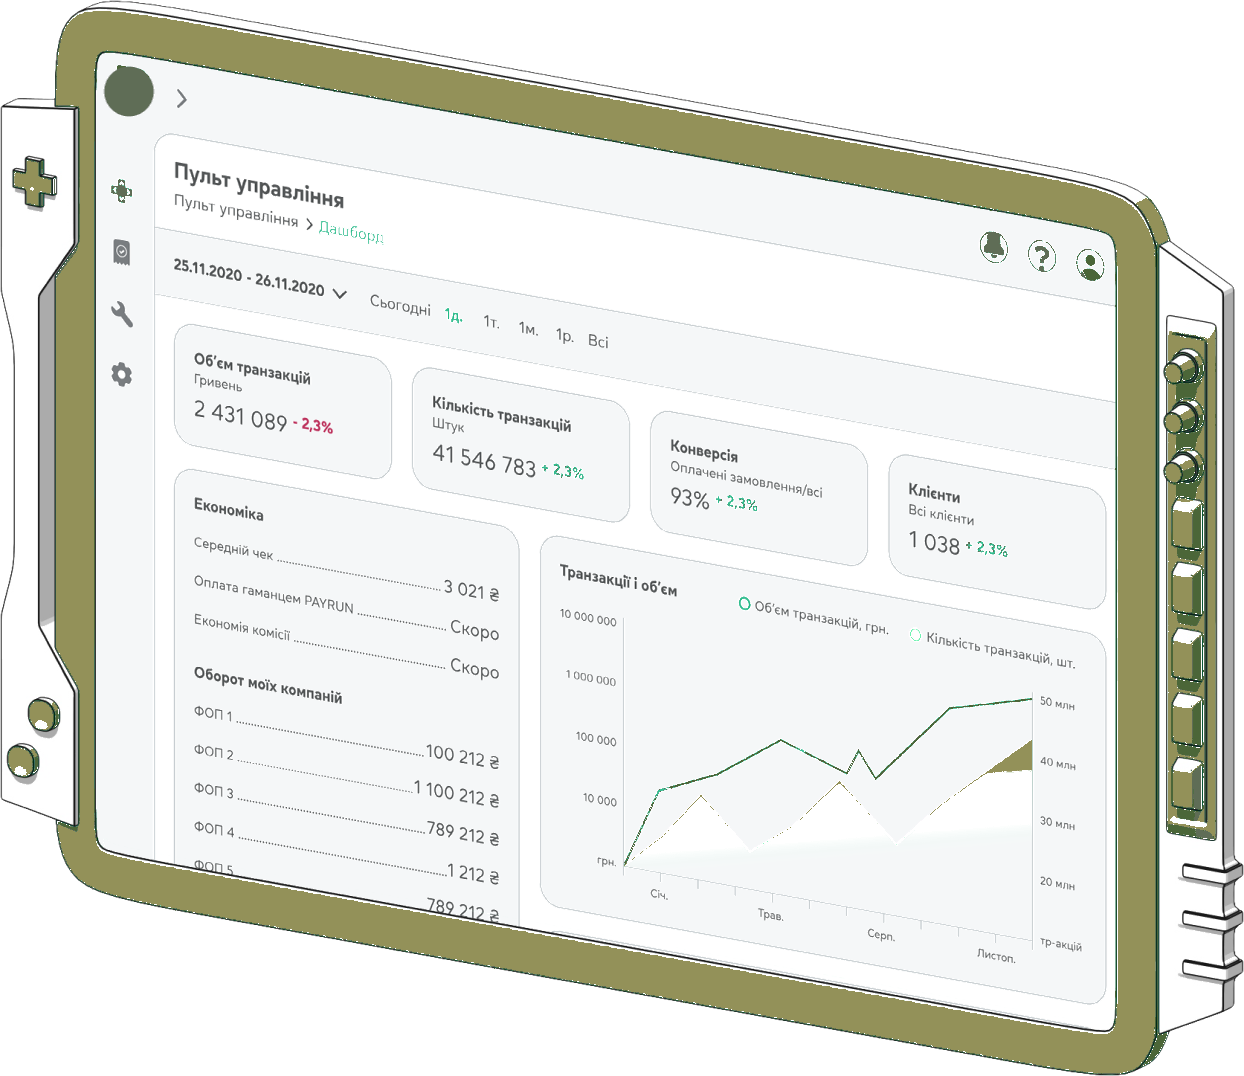 Пульт управління
Пульт управління > Дашборд
25.11.2020 - 26.11.2020
Сьогодні 1д. 1т. 1м. 1р. Всі
Об'єм транзакцій
Гривень
2 431 089 - 2,3%
Кількість транзакцій
Штук
41 546 783 + 2,3%
Конверсія
Оплачені замовлення/всі
93% + 2,3%
Клієнти
Всі клієнти
1 038 + 2,3%
Економіка
Середній чек 3 021 ₴
Оплата гаманцем PAYRUN Скоро
Економія комісії Скоро
Оборот моїх компаній
ФОП 1 100 212 ₴
ФОП 2 1 100 212 ₴
ФОП 3 789 212 ₴
ФОП 4 1 212 ₴
ФОП 5 789 212 ₴
Транзакції і об'єм
Об'єм транзакцій, грн.
Кількість транзакцій, шт.
10 000 000
1 000 000
100 000
10 000
грн.
50 млн
40 млн
30 млн
20 млн
тр-акцій
Січ.
Трав.
Серп.
Листоп.